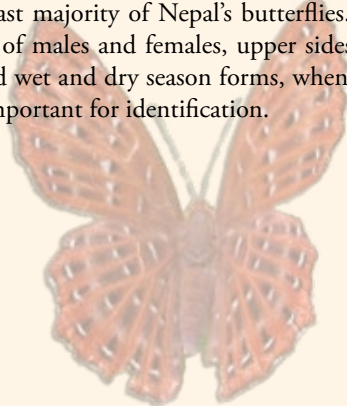 ast majority of Nepal's butterflies.
of males and females, upper sides
d wet and dry season forms, when
mportant for identification.